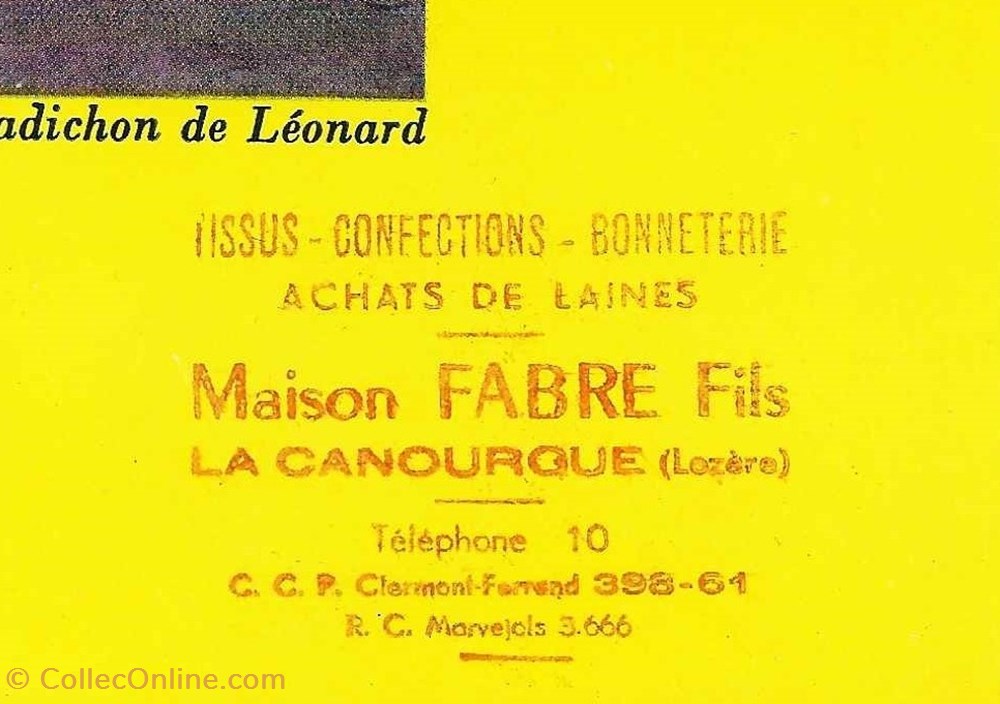 adichon de Léonard
TISSUS - CONFECTIONS - BONNETERIE
ACHATS DE LAINES
Maison FABRE Fils
LA CANOURGUE (Lozère)
Téléphone 10
C. C. P. Clermont-Ferrand 398-61
R. C. Marvejols 3.666
© CollecOnline.com